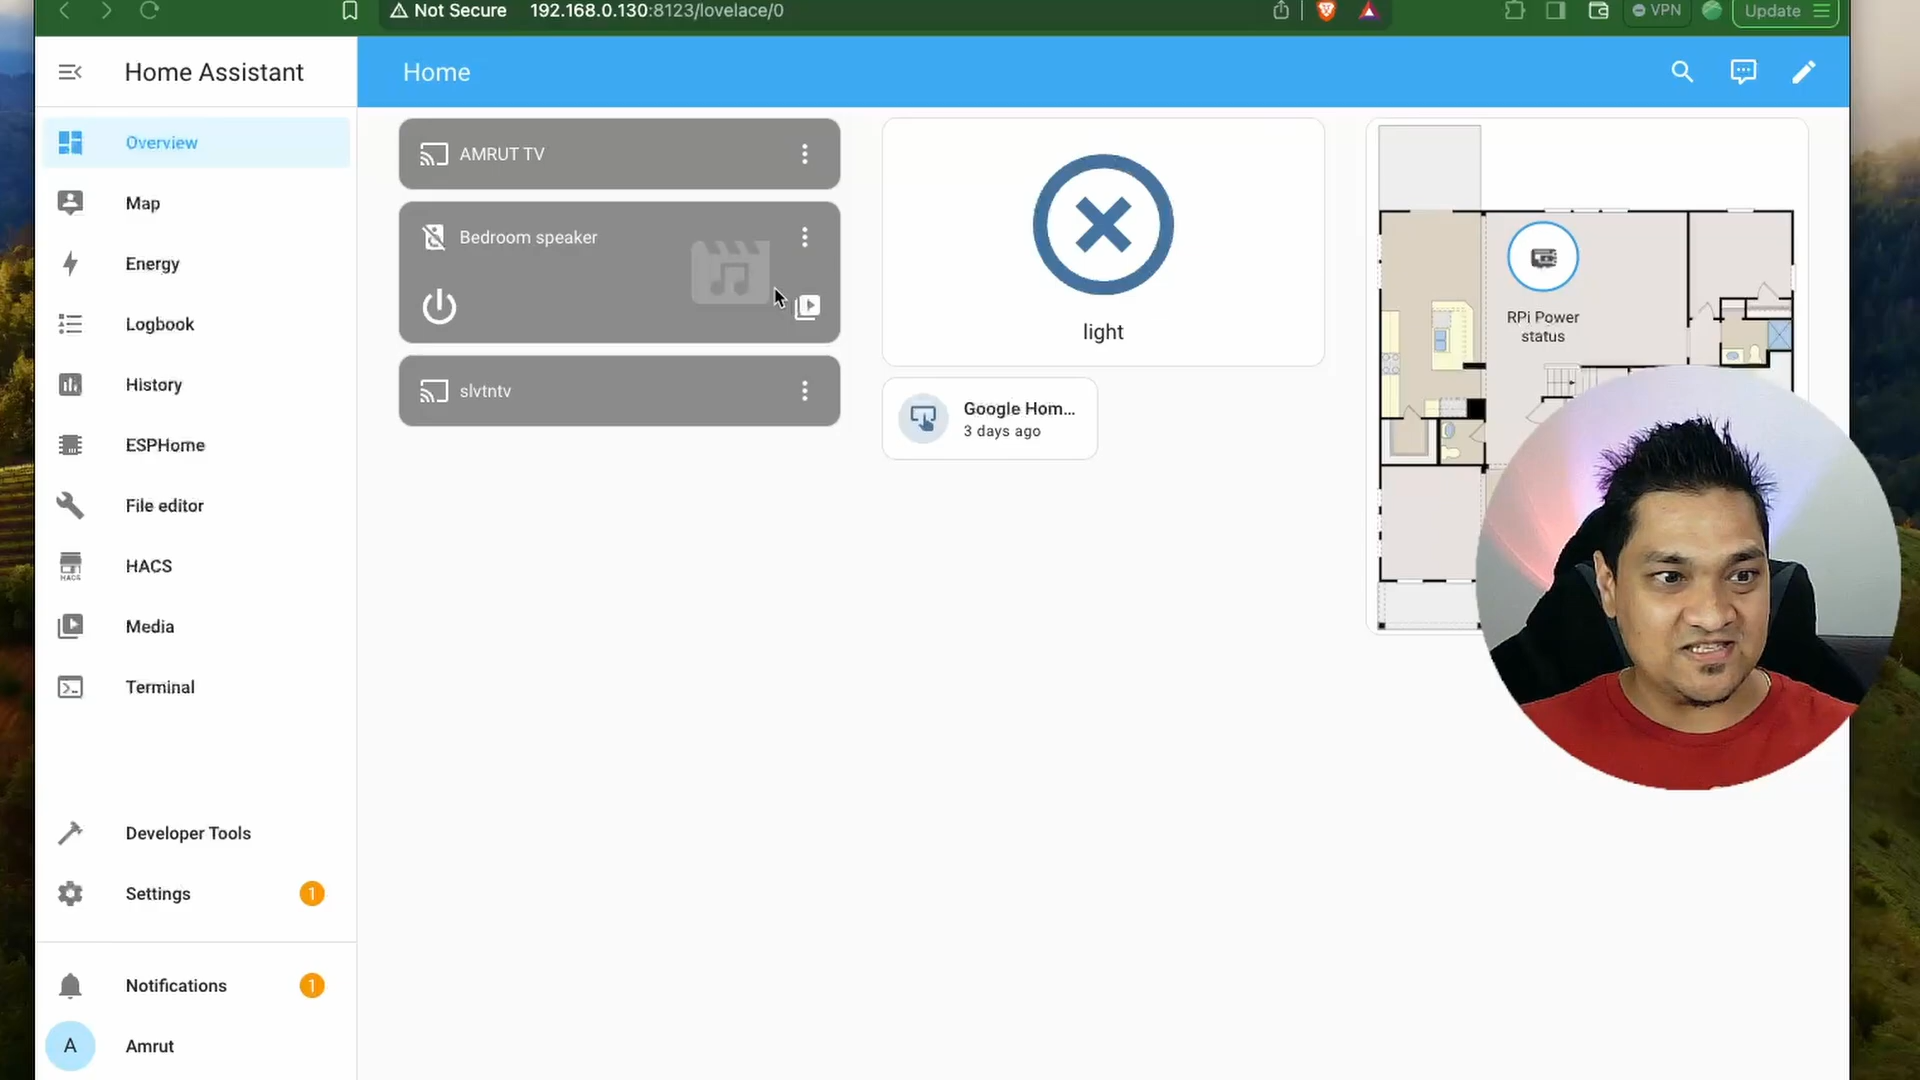 Not Secure 192.168.0.130:8123/lovelace/0
VPN
Update
Home Assistant
Home
Overview
Map
Energy
Logbook
History
ESPHome
File editor
HACS
HACS
Media
Terminal
Developer Tools
Settings 1
Notifications 1
A Amrut
AMRUT TV
Bedroom speaker
slvtntv
light
Google Hom...
3 days ago
RPi Power
status